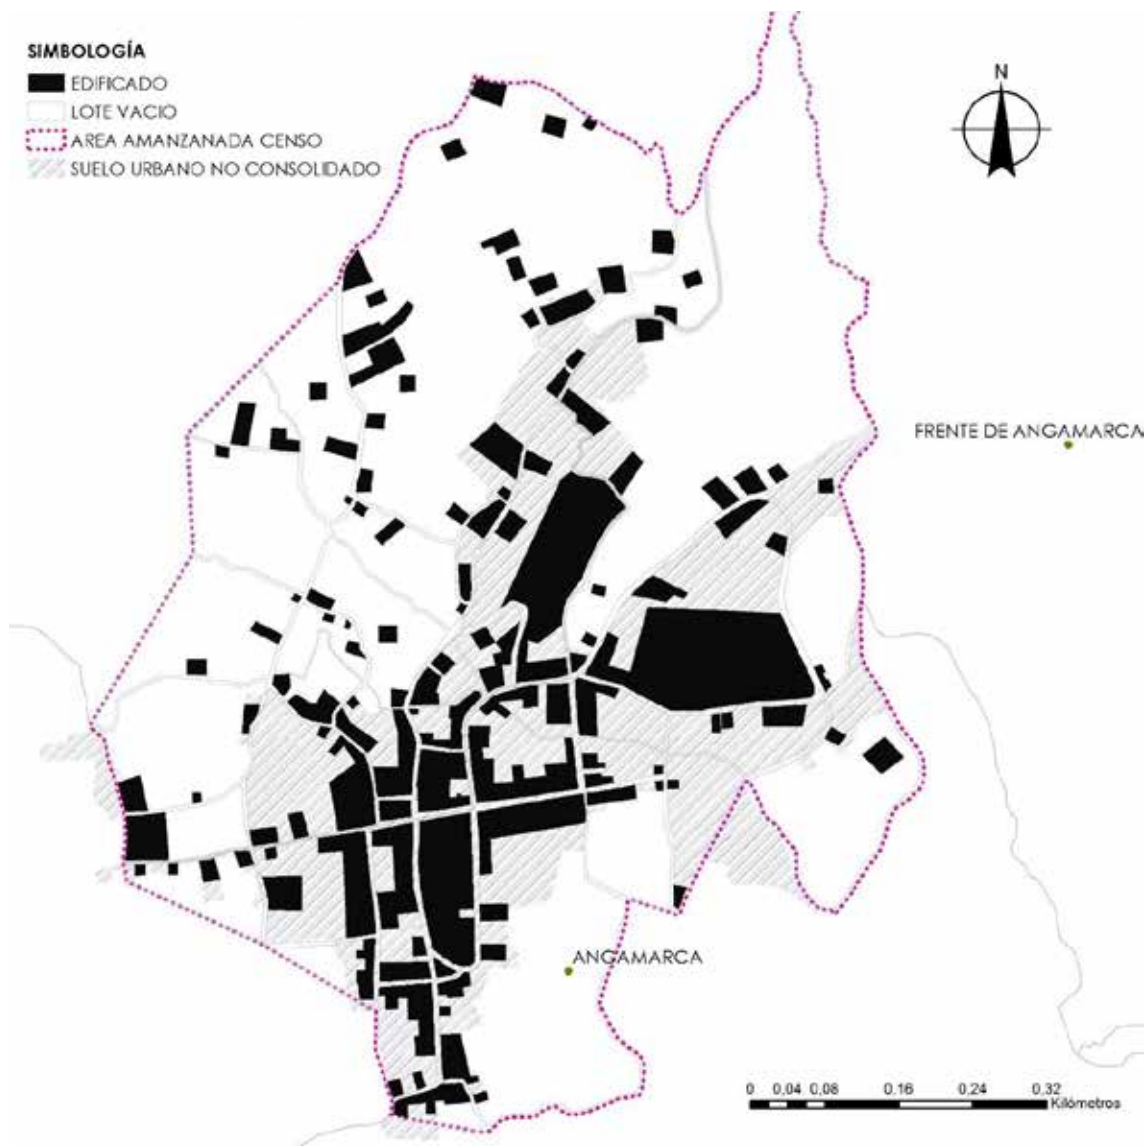 SIMBOLOGÍA
EDIFICADO
LOTE VACIO
AREA AMANZANADA CENSO
SUELO URBANO NO CONSOLIDADO
N
FRENTE DE ANGAMARCA
ANGAMARCA
0 0,04 0,08 0,16 0,24 0,32
Kilómetros